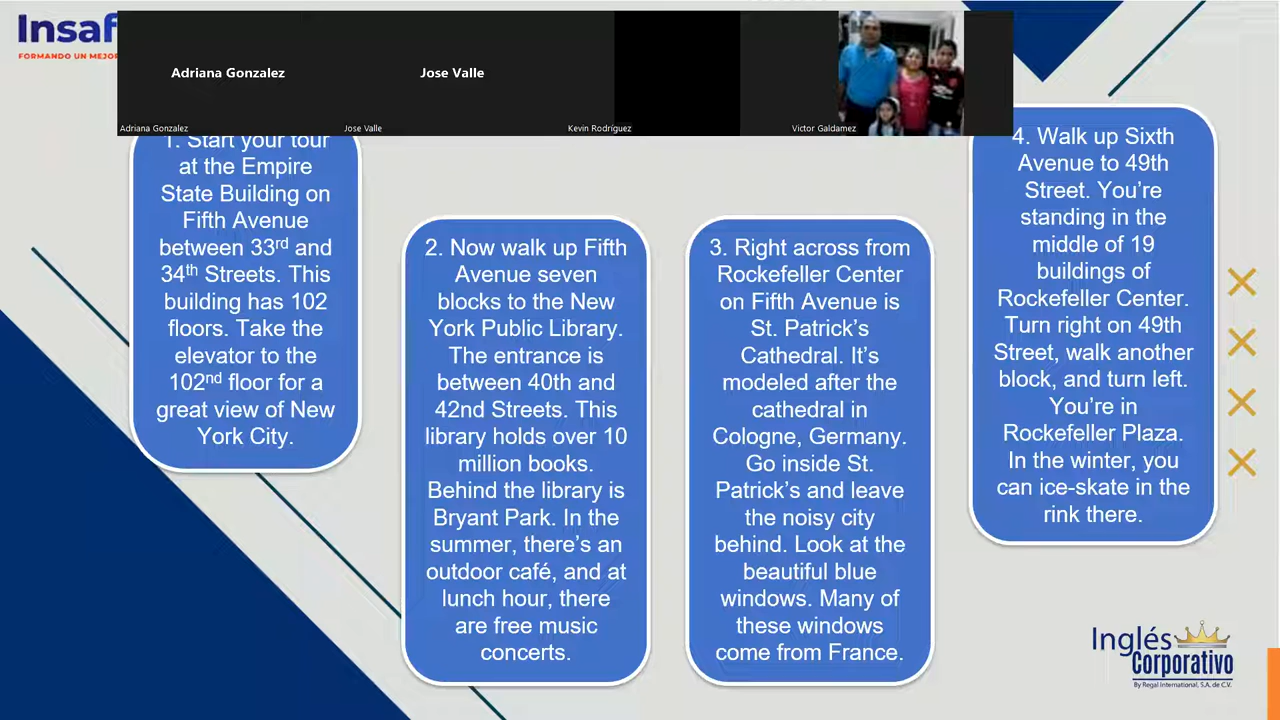 Insaf
FORMANDO UN MEJO
Adriana Gonzalez
Jose Valle
Adriana Gonzalez
Jose Valle
Kevin Rodríguez
Victor Galdamez
1. Start your tour
at the Empire
State Building on
Fifth Avenue
between 33rd and
34th Streets. This
building has 102
floors. Take the
elevator to the
102nd floor for a
great view of New
York City.
2. Now walk up Fifth
Avenue seven
blocks to the New
York Public Library.
The entrance is
between 40th and
42nd Streets. This
library holds over 10
million books.
Behind the library is
Bryant Park. In the
summer, there's an
outdoor café, and at
lunch hour, there
are free music
concerts.
3. Right across from
Rockefeller Center
on Fifth Avenue is
St. Patrick's
Cathedral. It's
modeled after the
cathedral in
Cologne, Germany.
Go inside St.
Patrick's and leave
the noisy city
behind. Look at the
beautiful blue
windows. Many of
these windows
come from France.
4. Walk up Sixth
Avenue to 49th
Street. You're
standing in the
middle of 19
buildings of
Rockefeller Center.
Turn right on 49th
Street, walk another
block, and turn left.
You're in
Rockefeller Plaza.
In the winter, you
can ice-skate in the
rink there.
Inglés
Corporativo
By Regal International, S.A. de C.V.